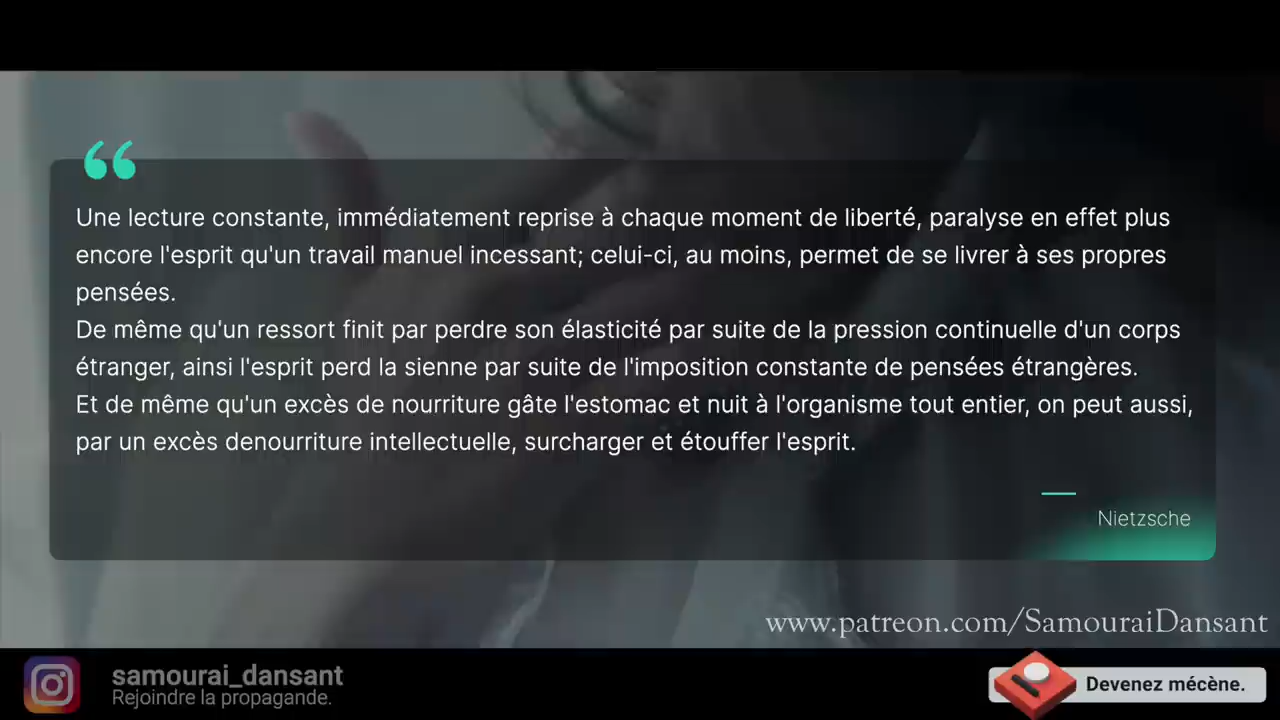 Une lecture constante, immédiatement reprise à chaque moment de liberté, paralyse en effet plus
encore l'esprit qu'un travail manuel incessant; celui-ci, au moins, permet de se livrer à ses propres
pensées.
De même qu'un ressort finit par perdre son élasticité par suite de la pression continuelle d'un corps
étranger, ainsi l'esprit perd la sienne par suite de l'imposition constante de pensées étrangères.
Et de même qu'un excès de nourriture gâte l'estomac et nuit à l'organisme tout entier, on peut aussi,
par un excès denourriture intellectuelle, surcharger et étouffer l'esprit.
Nietzsche
www.patreon.com/SamouraiDansant
samourai_dansant
Rejoindre la propagande.
Devenez mécène.